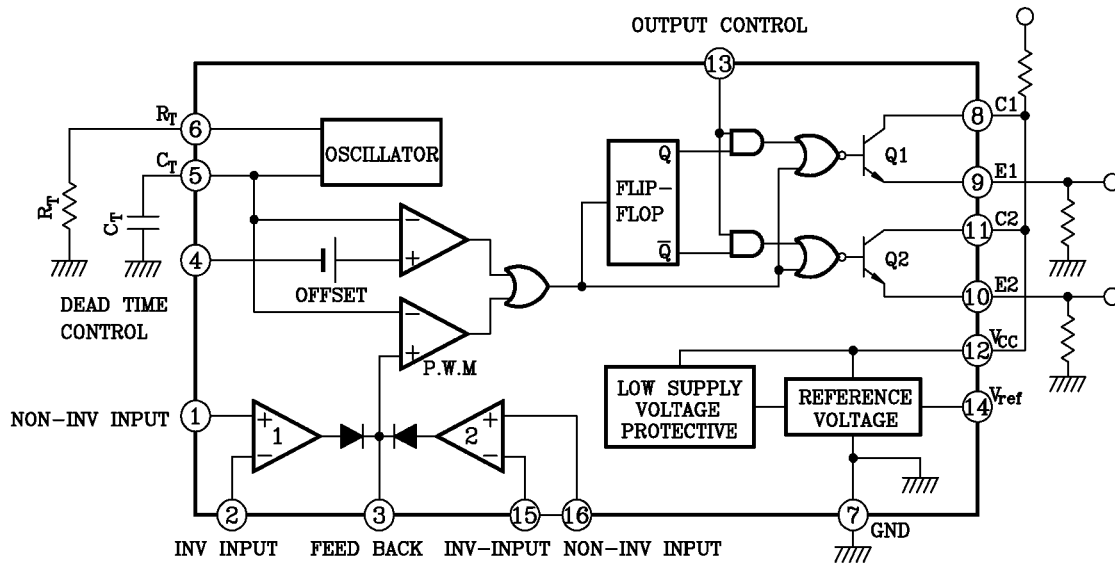 OUTPUT CONTROL
13
R_T
6
OSCILLATOR
C_T
5
8
C1
Q
Q1
R_T
C_T
FLIP-
FLOP
9
E1
−
+
4
OFFSET
Q̅
C2
11
Q2
DEAD TIME
CONTROL
E2
10
−
+
P.W.M
V_CC
12
LOW SUPPLY
VOLTAGE
PROTECTIVE
REFERENCE
VOLTAGE
V_ref
14
NON-INV INPUT
1
+
1
−
+
2
−
2
3
15
16
7
GND
INV INPUT
FEED BACK
INV-INPUT
NON-INV INPUT